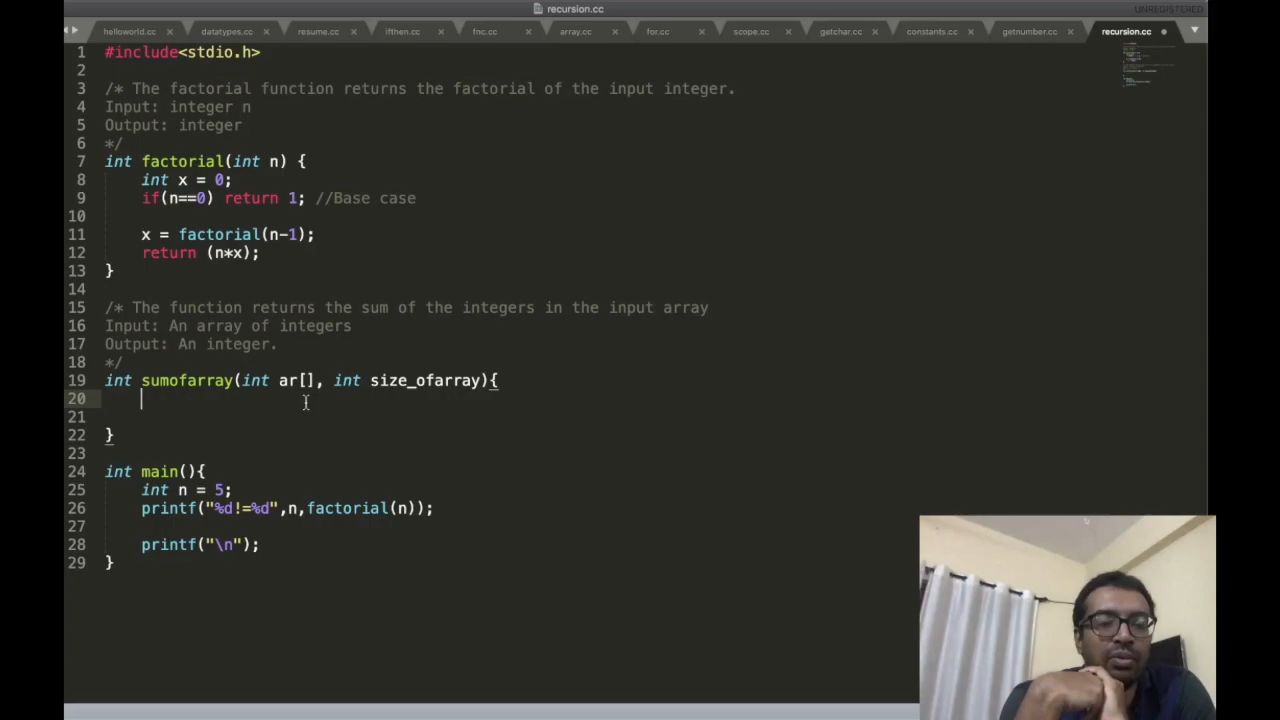 recursion.cc
UNREGISTERED
helloworld.cc
datatypes.cc
resume.cc
ifthen.cc
fnc.cc
array.cc
for.cc
scope.cc
getchar.cc
constants.cc
getnumber.cc
recursion.cc
1 #include<stdio.h>
2
3 /* The factorial function returns the factorial of the input integer.
4 Input: integer n
5 Output: integer
6 */
7 int factorial(int n) {
8 int x = 0;
9 if(n==0) return 1; //Base case
10
11 x = factorial(n-1);
12 return (n*x);
13 }
14
15 /* The function returns the sum of the integers in the input array
16 Input: An array of integers
17 Output: An integer.
18 */
19 int sumofarray(int ar[], int size_ofarray){
20
21
22 }
23
24 int main(){
25 int n = 5;
26 printf("%d!=%d",n,factorial(n));
27
28 printf("\n");
29 }